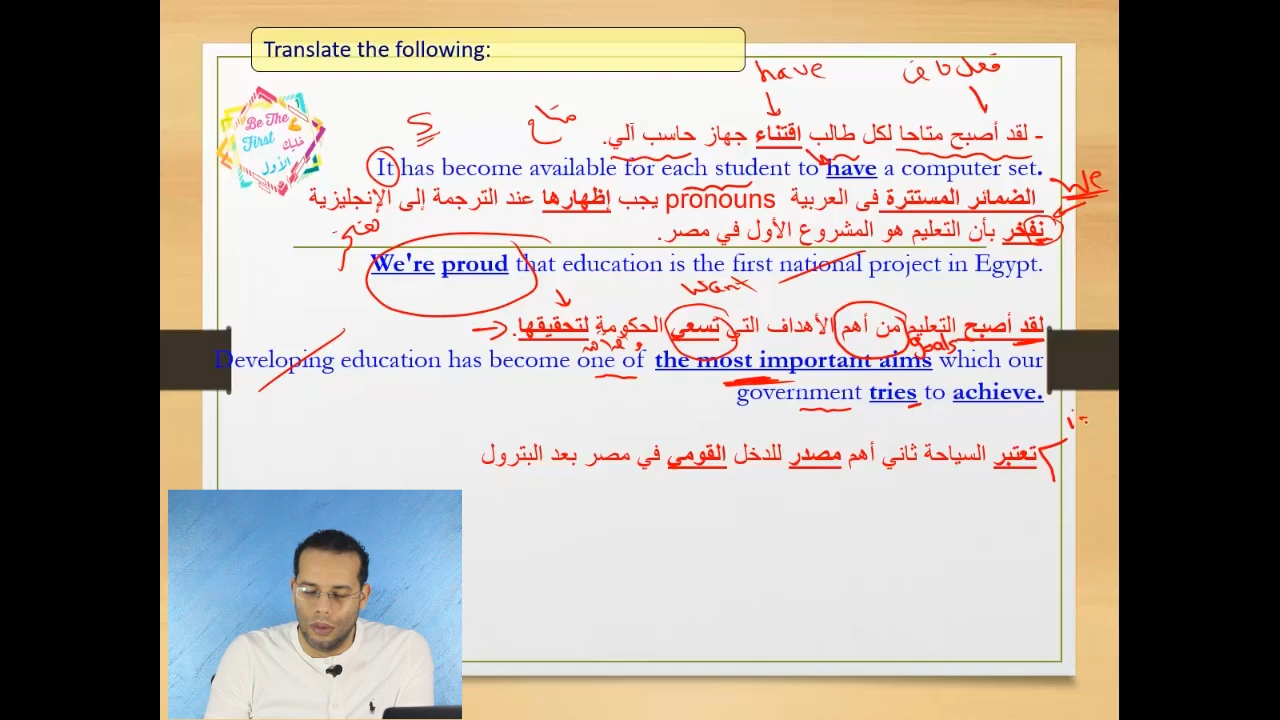 Translate the following:
have
Be The
First
خليك
الأول
- لقد أصبح متاحا لكل طالب اقتناء جهاز حاسب آلي.
It has become available for each student to have a computer set.
We
الضمائر المستترة فى العربية pronouns يجب إظهارها عند الترجمة إلى الإنجليزية
نفخر بأن التعليم هو المشروع الأول في مصر.
We're proud that education is the first national project in Egypt.
want
لقد أصبح التعليم من أهم الأهداف التي تسعى الحكومة لتحقيقها.
goals
Developing education has become one of the most important aims which our
government tries to achieve.
تعتبر السياحة ثاني أهم مصدر للدخل القومي في مصر بعد البترول